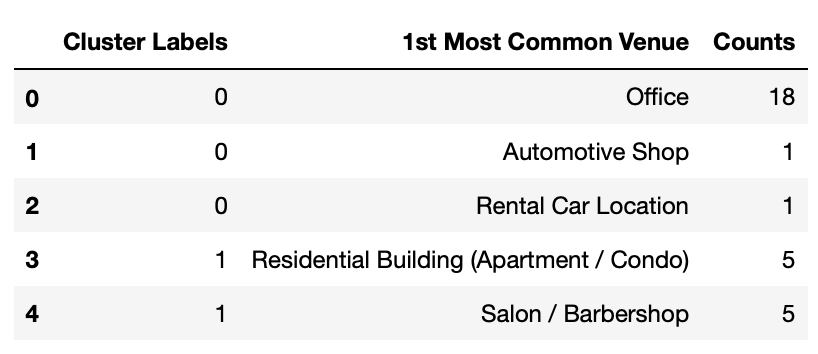 Cluster Labels 1st Most Common Venue Counts
0 0 Office 18
1 0 Automotive Shop 1
2 0 Rental Car Location 1
3 1 Residential Building (Apartment / Condo) 5
4 1 Salon / Barbershop 5